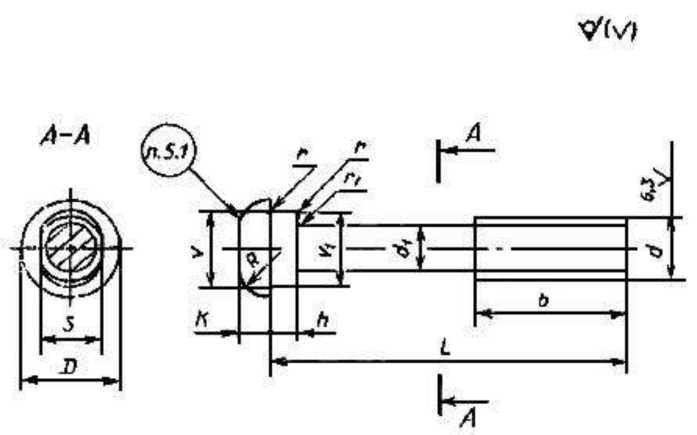 (√)
A-A
п.5.1
r
r
r₁
A
6,3
V
R
V₁
d₁
d
S
K
h
b
D
L
A